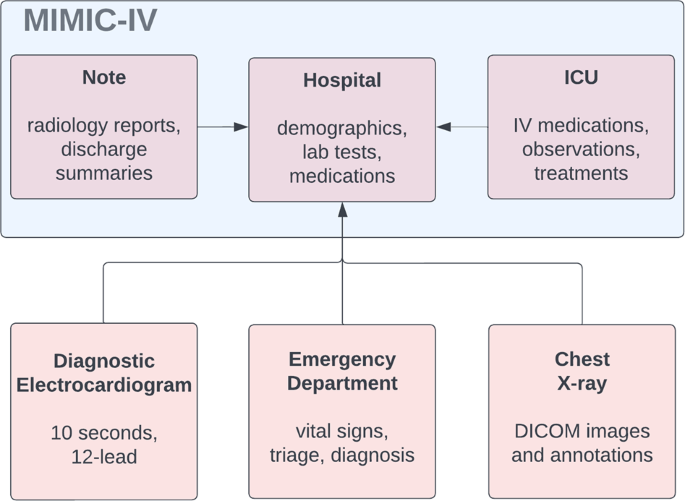 MIMIC-IV
Note
radiology reports,
discharge
summaries
Hospital
demographics,
lab tests,
medications
ICU
IV medications,
observations,
treatments
Diagnostic
Electrocardiogram
10 seconds,
12-lead
Emergency
Department
vital signs,
triage, diagnosis
Chest
X-ray
DICOM images
and annotations